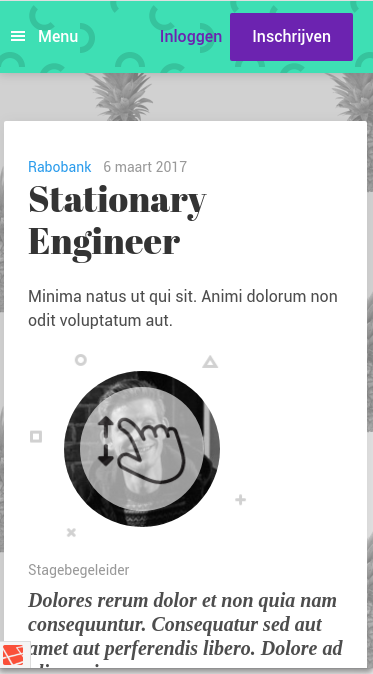 Menu
Inloggen
Inschrijven
Rabobank 6 maart 2017
Stationary
Engineer
Minima natus ut qui sit. Animi dolorum non
odit voluptatum aut.
Stagebegeleider
Dolores rerum dolor et non quia nam
consequuntur. Consequatur sed aut
amet aut perferendis libero. Dolore ad